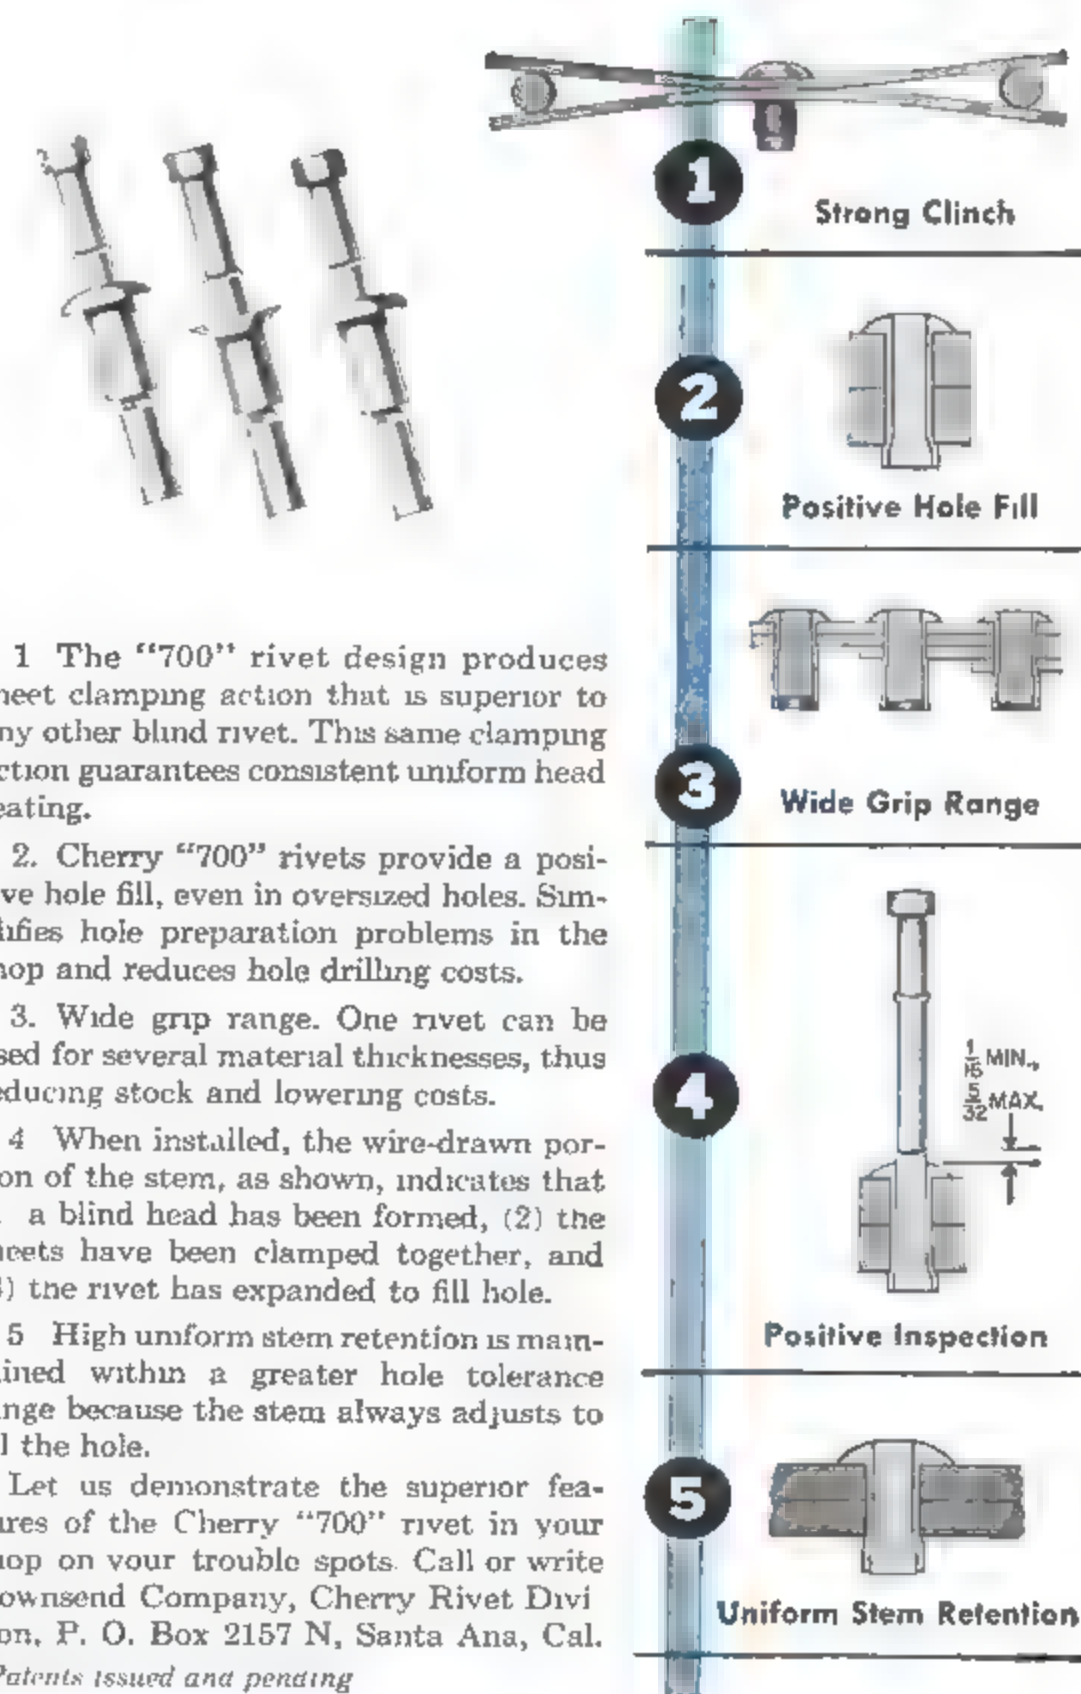 1 The "700" rivet design produces
heet clamping action that is superior to
ny other blind rivet. This same clamping
ction guarantees consistent uniform head
eating.
2. Cherry "700" rivets provide a posi-
ve hole fill, even in oversized holes. Sim-
lifies hole preparation problems in the
hop and reduces hole drilling costs.
3. Wide grip range. One rivet can be
sed for several material thicknesses, thus
educing stock and lowering costs.
4 When installed, the wire-drawn por-
on of the stem, as shown, indicates that
a blind head has been formed, (2) the
heets have been clamped together, and
) the rivet has expanded to fill hole.
5 High uniform stem retention is main-
ined within a greater hole tolerance
nge because the stem always adjusts to
l the hole.
Let us demonstrate the superior fea-
ures of the Cherry "700" rivet in your
hop on your trouble spots. Call or write
ownsend Company, Cherry Rivet Divi
on, P. O. Box 2157 N, Santa Ana, Cal.
Patents issued and pending
1
Strong Clinch
2
Positive Hole Fill
3
Wide Grip Range
4
1/16 MIN.,
5/32 MAX.
Positive Inspection
5
Uniform Stem Retention